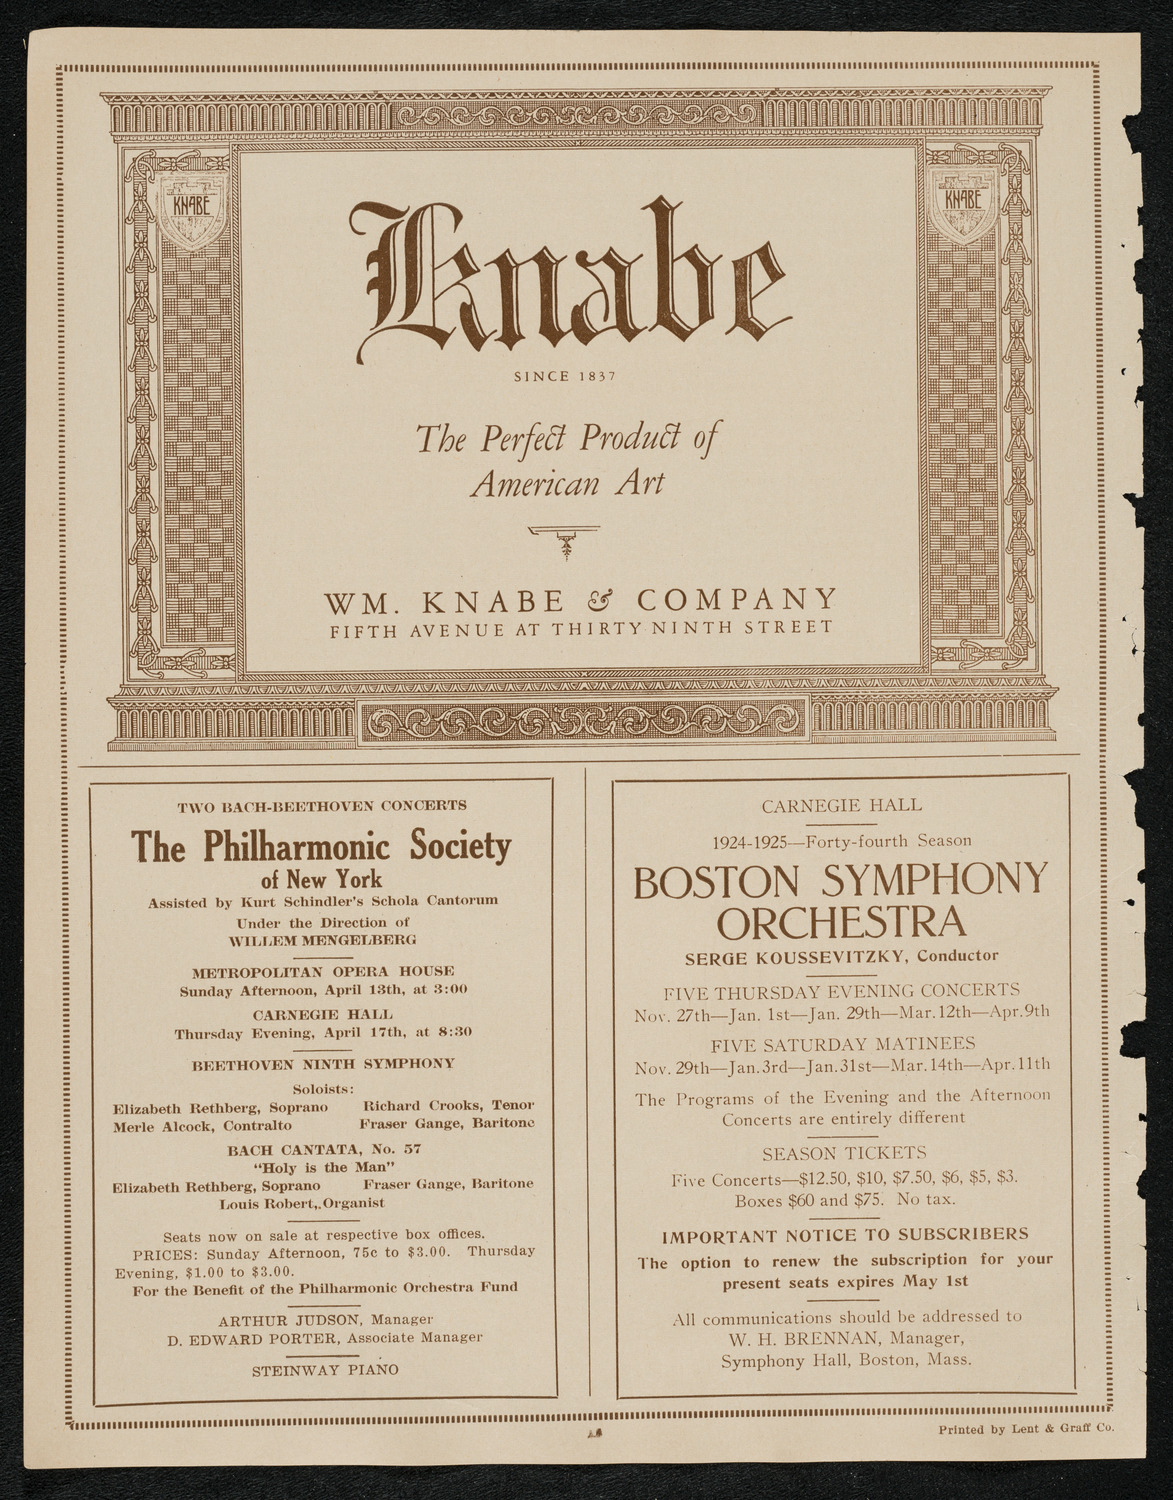 KNABE
KNABE
Knabe
SINCE 1837
The Perfect Product of
American Art
WM. KNABE & COMPANY
FIFTH AVENUE AT THIRTY-NINTH STREET
TWO BACH-BEETHOVEN CONCERTS
The Philharmonic Society
of New York
Assisted by Kurt Schindler's Schola Cantorum
Under the Direction of
WILLEM MENGELBERG
METROPOLITAN OPERA HOUSE
Sunday Afternoon, April 13th, at 3:00
CARNEGIE HALL
Thursday Evening, April 17th, at 8:30
BEETHOVEN NINTH SYMPHONY
Soloists:
Elizabeth Rethberg, Soprano Richard Crooks, Tenor
Merle Alcock, Contralto Fraser Gange, Baritone
BACH CANTATA, No. 57
"Holy is the Man"
Elizabeth Rethberg, Soprano Fraser Gange, Baritone
Louis Robert,.Organist
Seats now on sale at respective box offices.
PRICES: Sunday Afternoon, 75c to $3.00. Thursday
Evening, $1.00 to $3.00.
For the Benefit of the Philharmonic Orchestra Fund
ARTHUR JUDSON, Manager
D. EDWARD PORTER, Associate Manager
STEINWAY PIANO
CARNEGIE HALL
1924-1925—Forty-fourth Season
BOSTON SYMPHONY
ORCHESTRA
SERGE KOUSSEVITZKY, Conductor
FIVE THURSDAY EVENING CONCERTS
Nov. 27th—Jan. 1st—Jan. 29th—Mar. 12th—Apr. 9th
FIVE SATURDAY MATINEES
Nov. 29th—Jan. 3rd—Jan. 31st—Mar. 14th—Apr. 11th
The Programs of the Evening and the Afternoon
Concerts are entirely different
SEASON TICKETS
Five Concerts—$12.50, $10, $7.50, $6, $5, $3.
Boxes $60 and $75. No tax.
IMPORTANT NOTICE TO SUBSCRIBERS
The option to renew the subscription for your
present seats expires May 1st
All communications should be addressed to
W. H. BRENNAN, Manager,
Symphony Hall, Boston, Mass.
Printed by Lent & Graff Co.